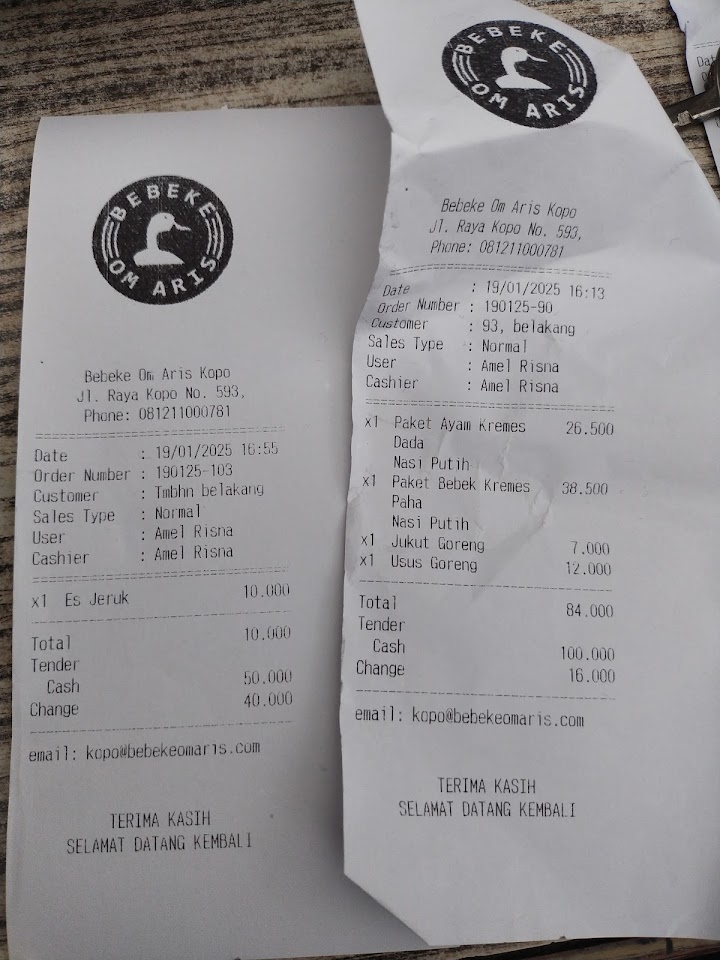 BEBEKE
OM ARIS
Bebeke Om Aris Kopo
Jl. Raya Kopo No. 593,
Phone: 081211000781
Date : 19/01/2025 16:55
Order Number : 190125-103
Customer : Tmbhn belakang
Sales Type : Normal
User : Amel Risna
Cashier : Amel Risna
x1 Es Jeruk 10.000
Total 10.000
Tender
Cash 50.000
Change 40.000
email: kopo@bebekeomaris.com
TERIMA KASIH
SELAMAT DATANG KEMBALI
BEBEKE
OM ARIS
Bebeke Om Aris Kopo
Jl. Raya Kopo No. 593,
Phone: 081211000781
Date : 19/01/2025 16:13
Order Number : 190125-90
Customer : 93, belakang
Sales Type : Normal
User : Amel Risna
Cashier : Amel Risna
x1 Paket Ayam Kremes 26.500
Dada
Nasi Putih
x1 Paket Bebek Kremes 38.500
Paha
Nasi Putih
x1 Jukut Goreng 7.000
x1 Usus Goreng 12.000
Total 84.000
Tender
Cash 100.000
Change 16.000
email: kopo@bebekeomaris.com
TERIMA KASIH
SELAMAT DATANG KEMBALI